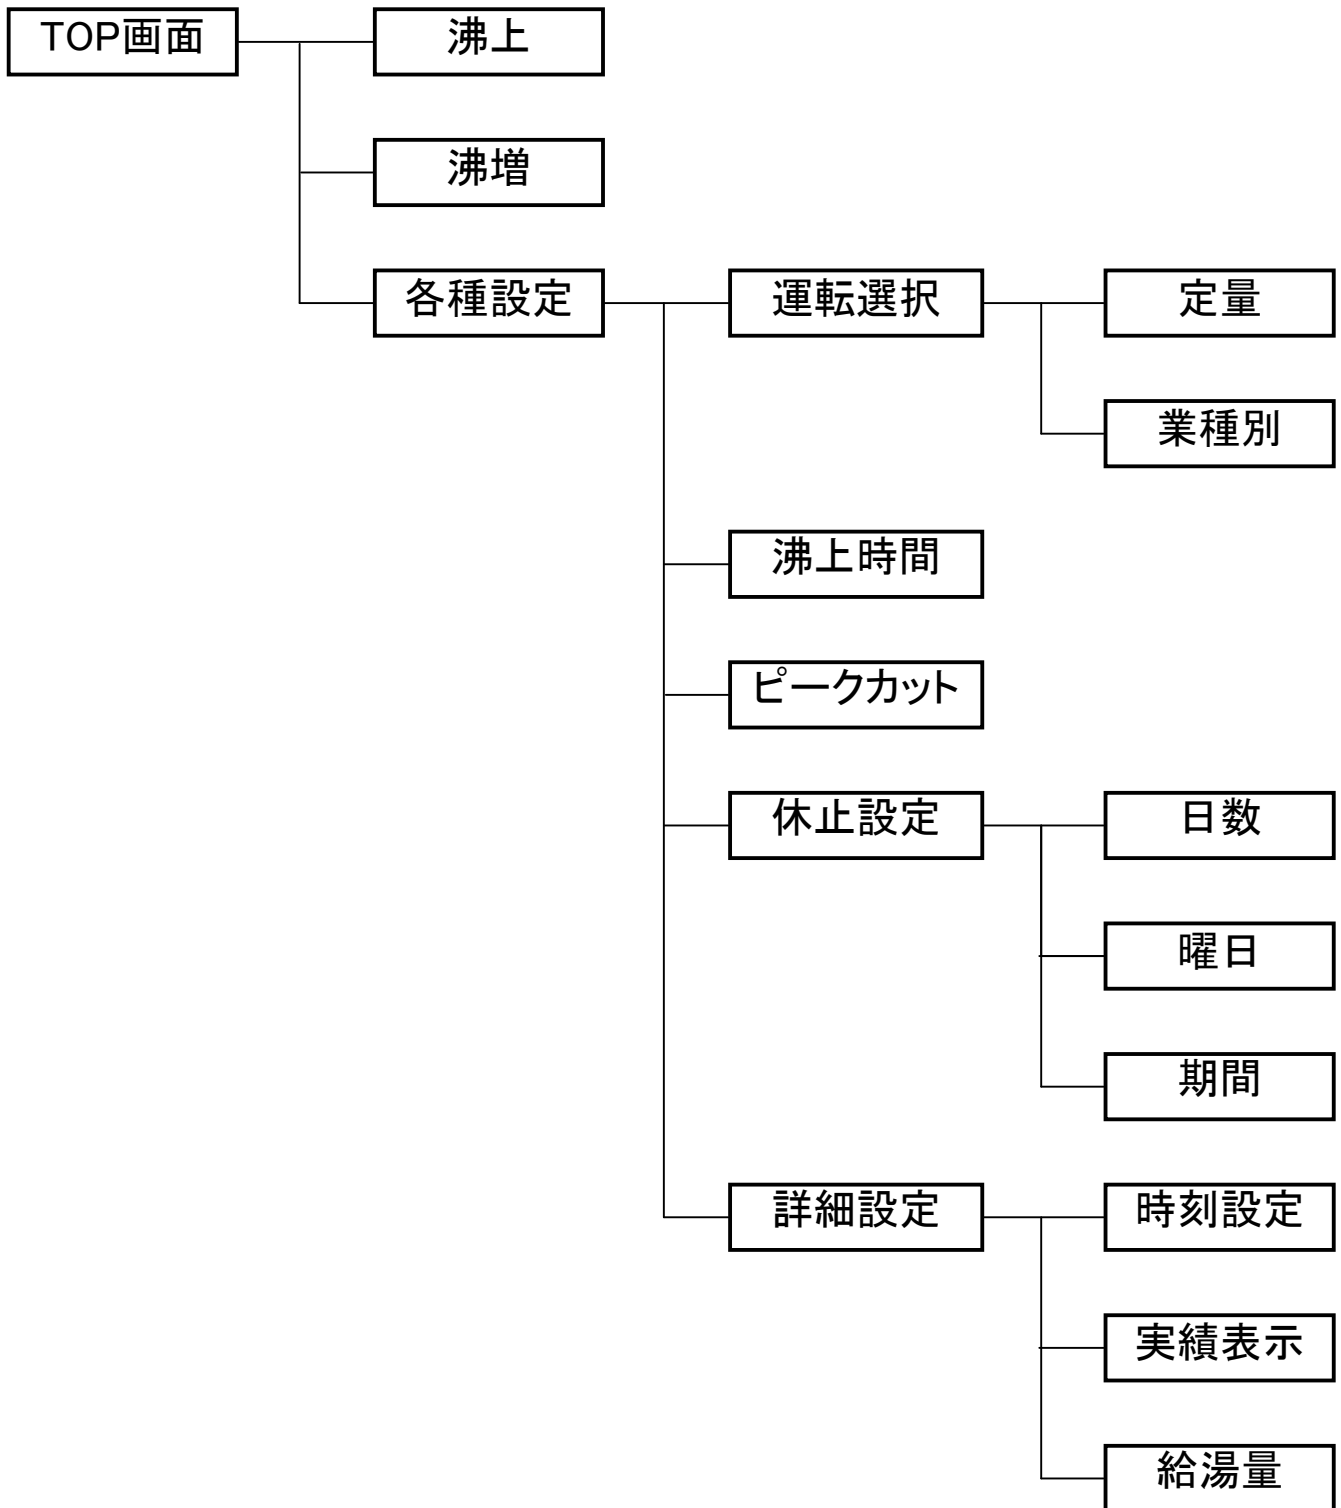 TOP画面
沸上
沸増
各種設定
運転選択
定量
業種別
沸上時間
ピークカット
休止設定
日数
曜日
期間
詳細設定
時刻設定
実績表示
給湯量